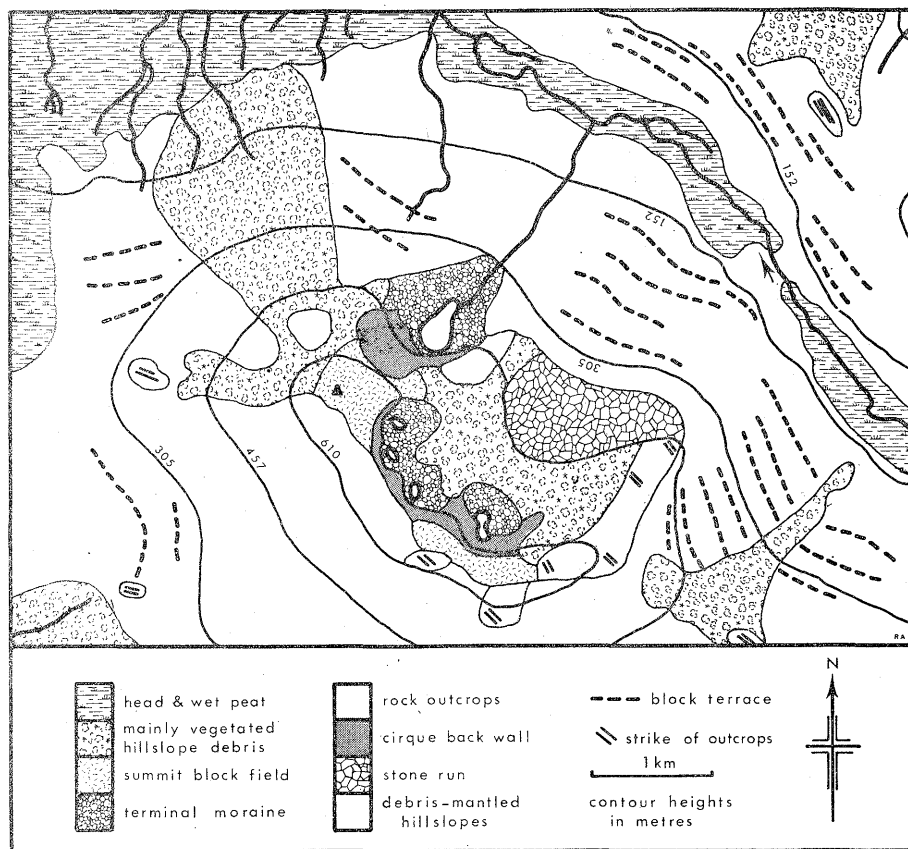 152
152
305
305
457
610
RA
head & wet peat
mainly vegetated
hillslope debris
summit block field
terminal moraine
rock outcrops
cirque back wall
stone run
debris-mantled
hillslopes
block terrace
strike of outcrops
1 km
contour heights
in metres
N